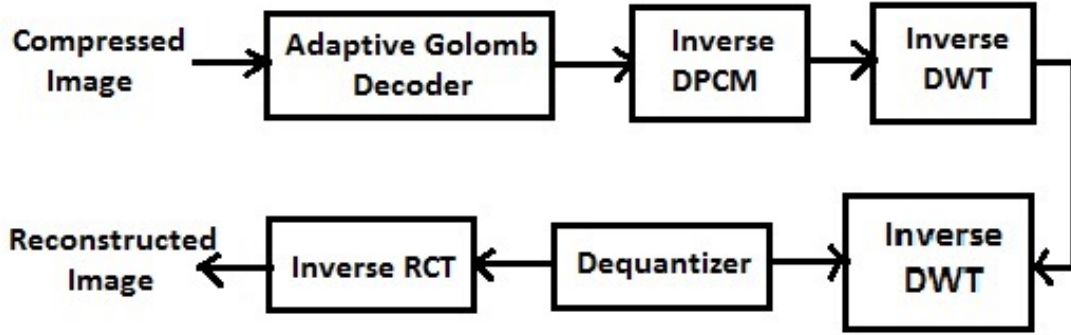 Compressed
Image
Adaptive Golomb
Decoder
Inverse
DPCM
Inverse
DWT
Reconstructed
Image
Inverse RCT
Dequantizer
Inverse
DWT